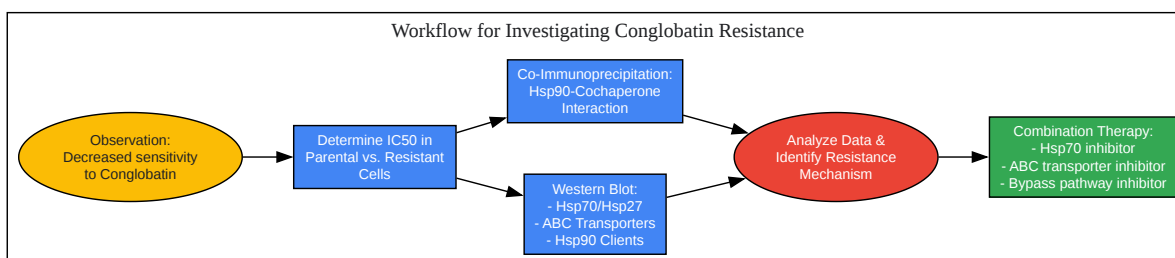 Workflow for Investigating Conglobatin Resistance
Observation:
Decreased sensitivity
to Conglobatin
Determine IC50 in
Parental vs. Resistant
Cells
Co-Immunoprecipitation:
Hsp90-Cochaperone
Interaction
Western Blot:
- Hsp70/Hsp27
- ABC Transporters
- Hsp90 Clients
Analyze Data &
Identify Resistance
Mechanism
Combination Therapy:
- Hsp70 inhibitor
- ABC transporter inhibitor
- Bypass pathway inhibitor